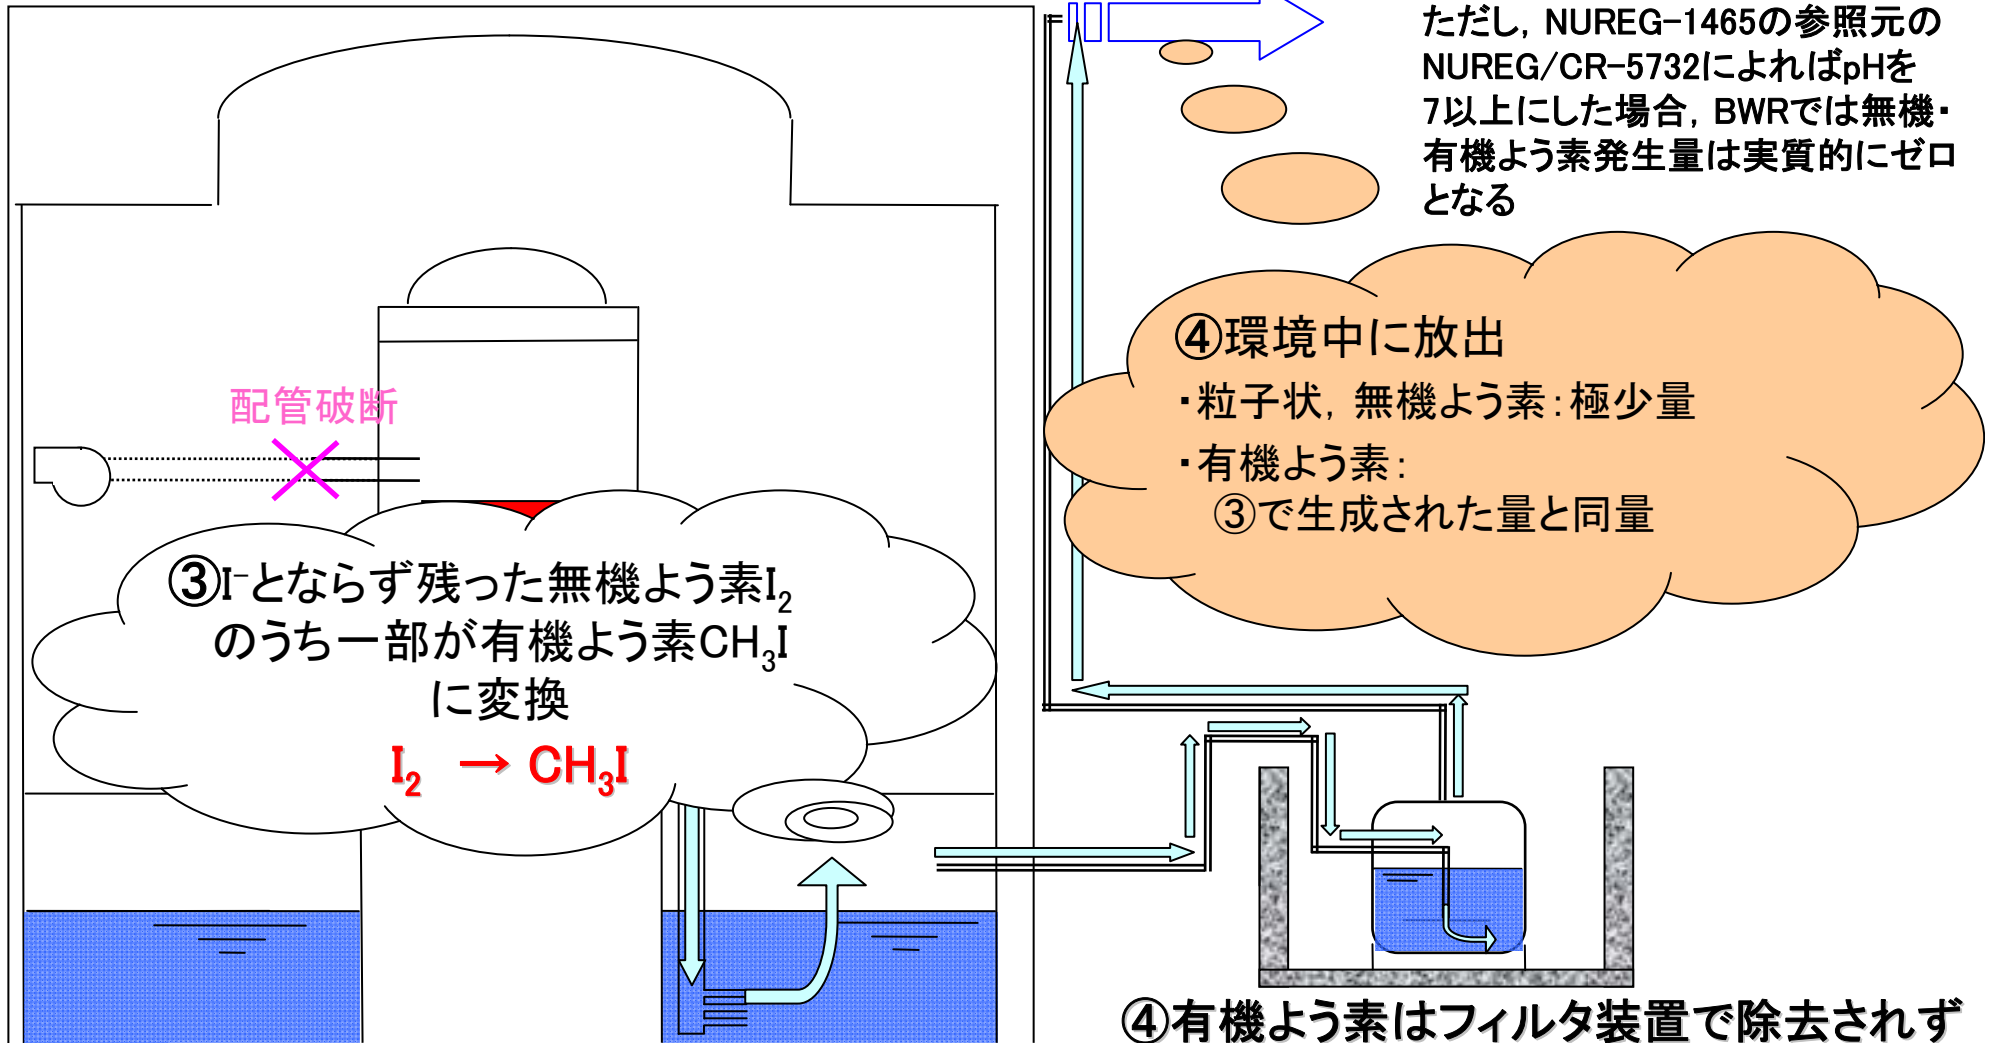 ただし，NUREG-1465の参照元の
NUREG/CR-5732によればpHを
7以上にした場合，BWRでは無機・
有機よう素発生量は実質的にゼロ
となる
④環境中に放出
・粒子状，無機よう素：極少量
・有機よう素：
③で生成された量と同量
配管破断
③I⁻とならず残った無機よう素I₂
のうち一部が有機よう素CH₃I
に変換
I₂ → CH₃I
④有機よう素はフィルタ装置で除去されず